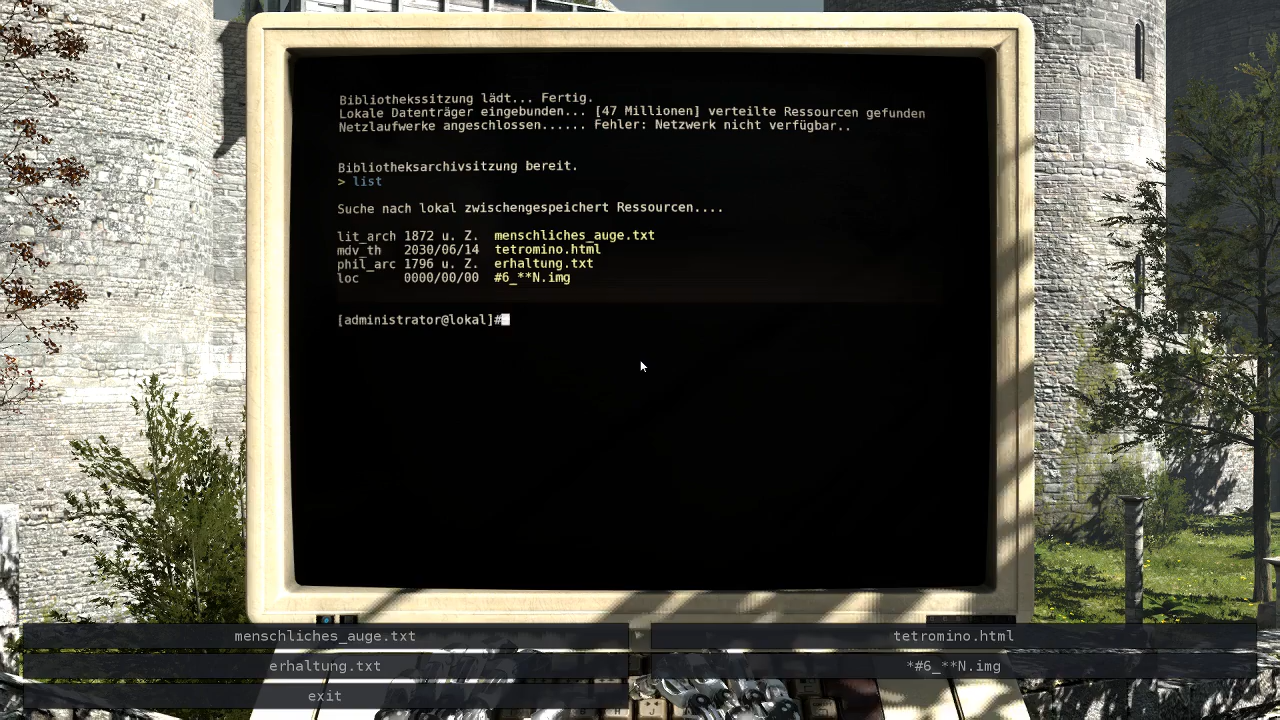 Bibliothekssitzung lädt... Fertig.
Lokale Datenträger eingebunden... [47 Millionen] verteilte Ressourcen gefunden
Netzlaufwerke angeschlossen...... Fehler: Netzwerk nicht verfügbar..
Bibliotheksarchivsitzung bereit.
> list
Suche nach lokal zwischengespeichert Ressourcen....
lit_arch 1872 u. Z. menschliches_auge.txt
mdv_th 2030/06/14 tetromino.html
phil_arc 1796 u. Z. erhaltung.txt
loc 0000/00/00 #6_**N.img
[administrator@lokal]#
menschliches_auge.txt
tetromino.html
erhaltung.txt
*#6_**N.img
exit